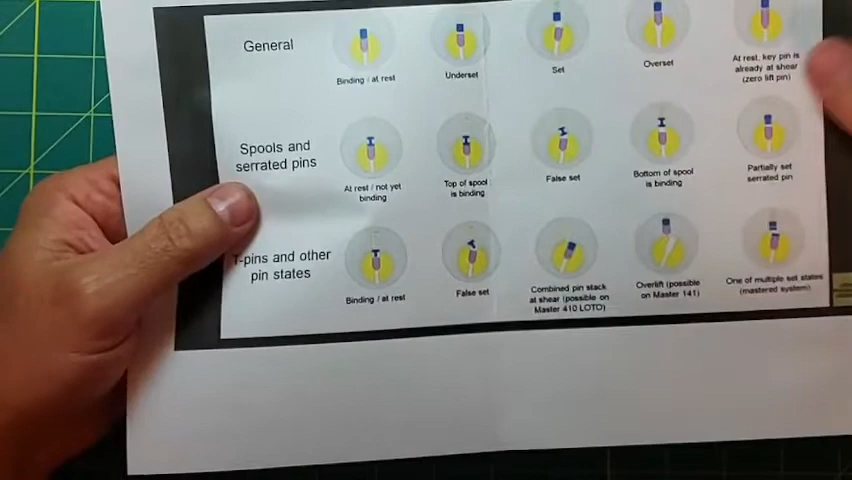 General
Binding / at rest
Underset
Set
Overset
At rest, key pin is
already at shear
(zero lift pin)
Spools and
serrated pins
At rest / not yet
binding
Top of spool
is binding
False set
Bottom of spool
is binding
Partially set
serrated pin
T-pins and other
pin states
Binding / at rest
False set
Combined pin stack
at shear (possible on
Master 410 LOTO)
Overlift (possible
on Master 141)
One of multiple set states
(mastered system)